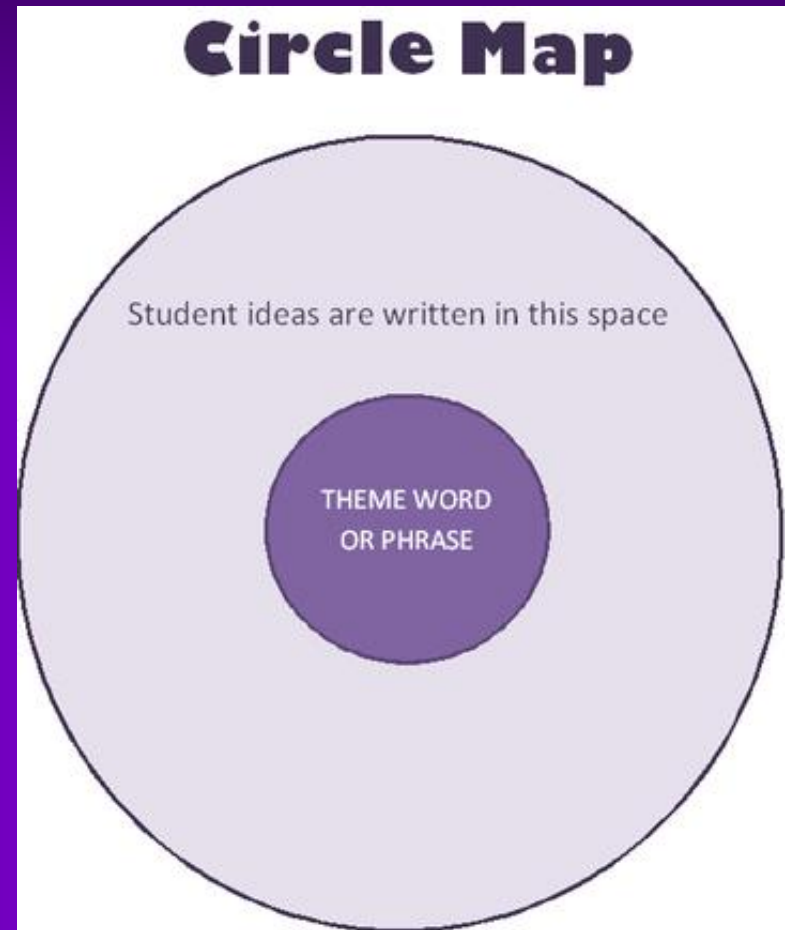 Circle Map
Student ideas are written in this space
THEME WORD
OR PHRASE